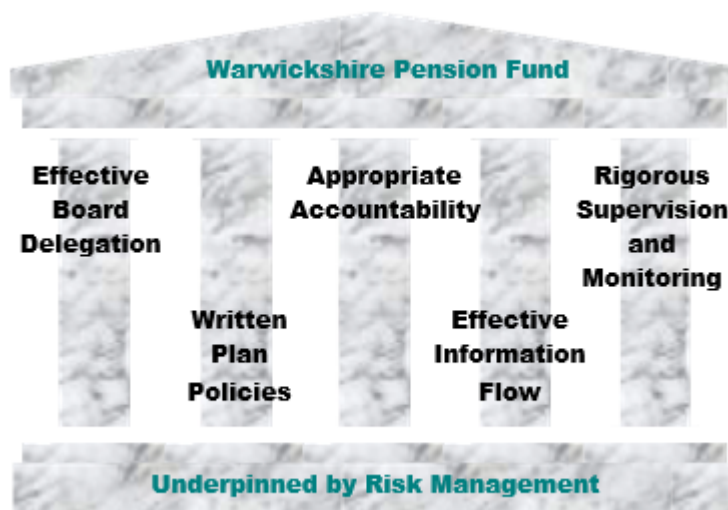 Warwickshire Pension Fund
Effective
Board
Delegation
Written
Plan
Policies
Appropriate
Accountability
Effective
Information
Flow
Rigorous
Supervision
and
Monitoring
Underpinned by Risk Management